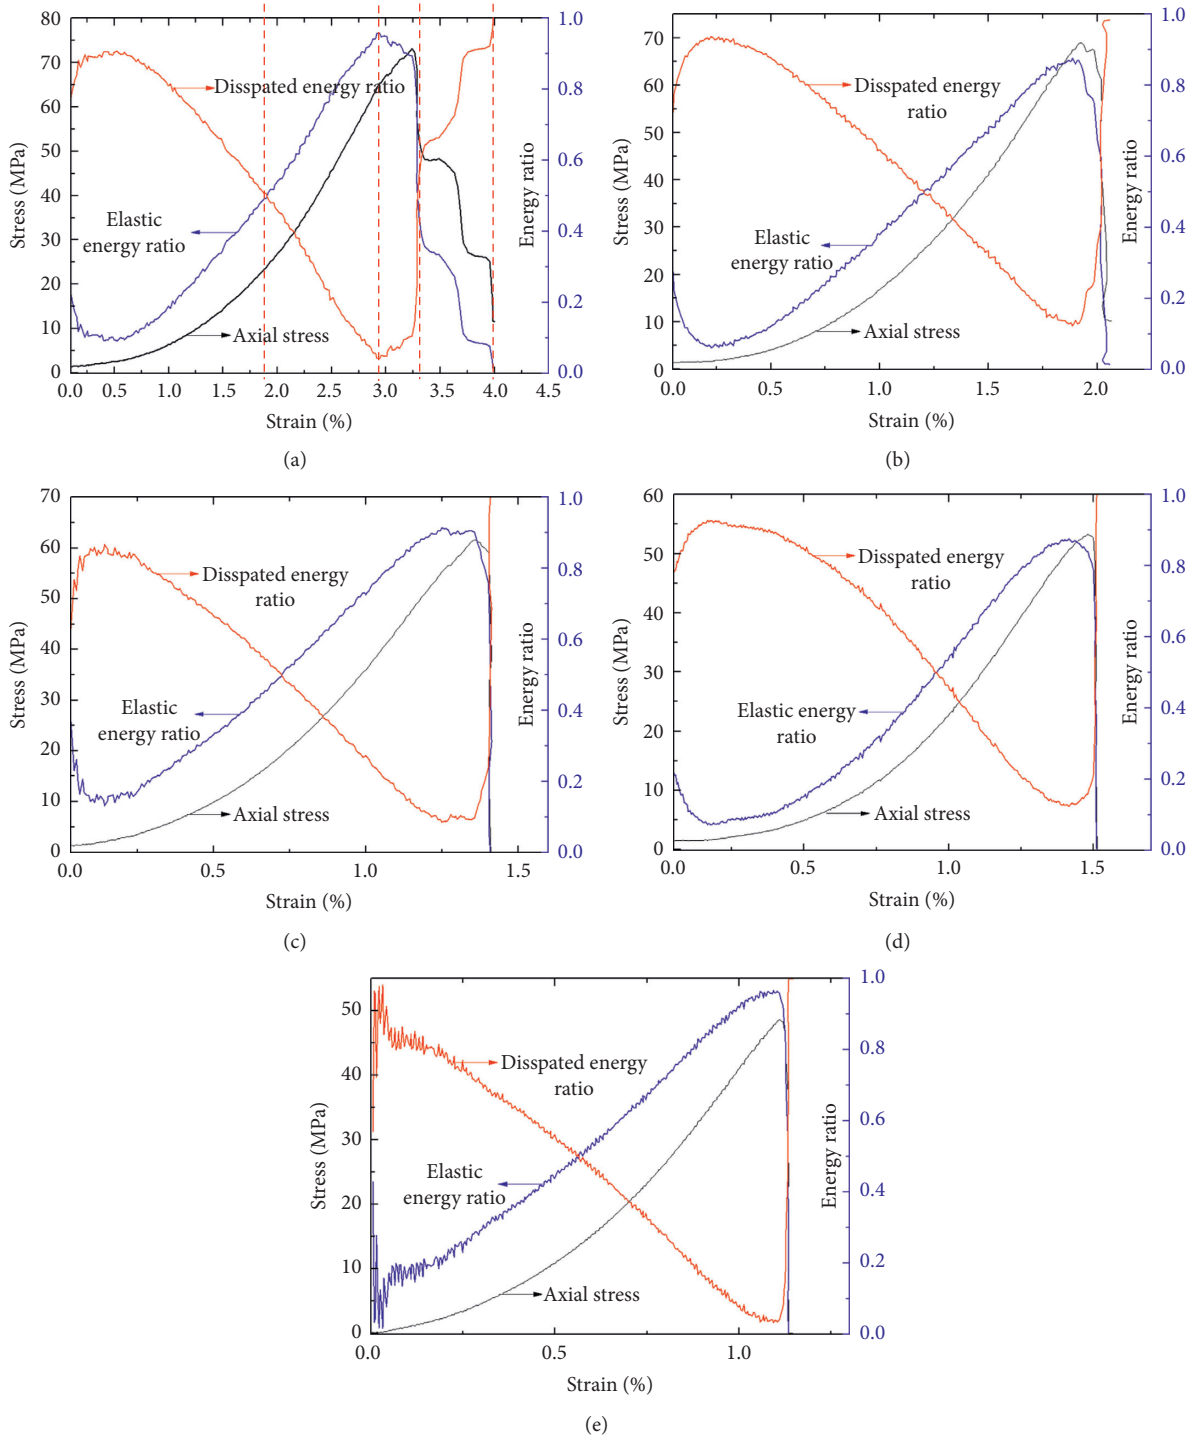 80
70
60
50
40
30
20
10
0
Stress (MPa)
Disspated energy ratio
Elastic
energy ratio
Axial stress
1.0
0.8
0.6
0.4
0.2
0.0
Energy ratio
0.0 0.5 1.0 1.5 2.0 2.5 3.0 3.5 4.0 4.5
Strain (%)
(a)
70
60
50
40
30
20
10
0
Stress (MPa)
Disspated energy
ratio
Elastic
energy ratio
Axial stress
1.0
0.8
0.6
0.4
0.2
0.0
Energy ratio
0.0 0.5 1.0 1.5 2.0
Strain (%)
(b)
70
60
50
40
30
20
10
0
Stress (MPa)
Disspated energy
ratio
Elastic
energy ratio
Axial stress
1.0
0.8
0.6
0.4
0.2
0.0
Energy ratio
0.0 0.5 1.0 1.5
Strain (%)
(c)
60
50
40
30
20
10
0
Stress (MPa)
Disspated energy
ratio
Elastic energy
ratio
Axial stress
1.0
0.8
0.6
0.4
0.2
0.0
Energy ratio
0.0 0.5 1.0 1.5
Strain (%)
(d)
50
40
30
20
10
0
Stress (MPa)
Disspated energy
ratio
Elastic
energy ratio
Axial stress
1.0
0.8
0.6
0.4
0.2
0.0
Energy ratio
0.0 0.5 1.0
Strain (%)
(e)